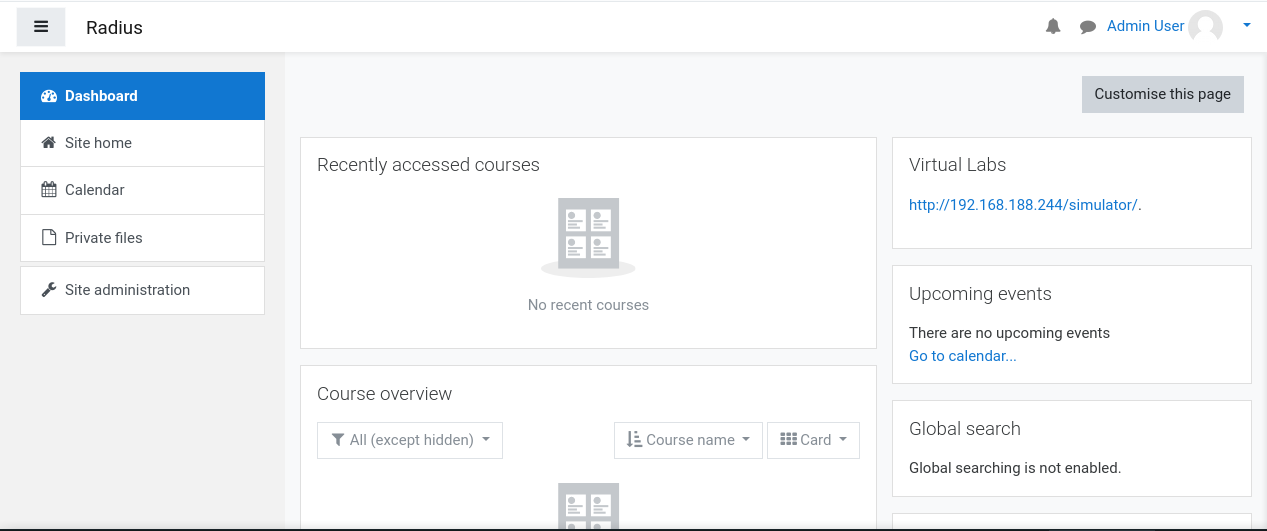 Radius
Admin User
Dashboard
Site home
Calendar
Private files
Site administration
Customise this page
Recently accessed courses
No recent courses
Course overview
All (except hidden)
Course name
Card
Virtual Labs
http://192.168.188.244/simulator/.
Upcoming events
There are no upcoming events
Go to calendar...
Global search
Global searching is not enabled.